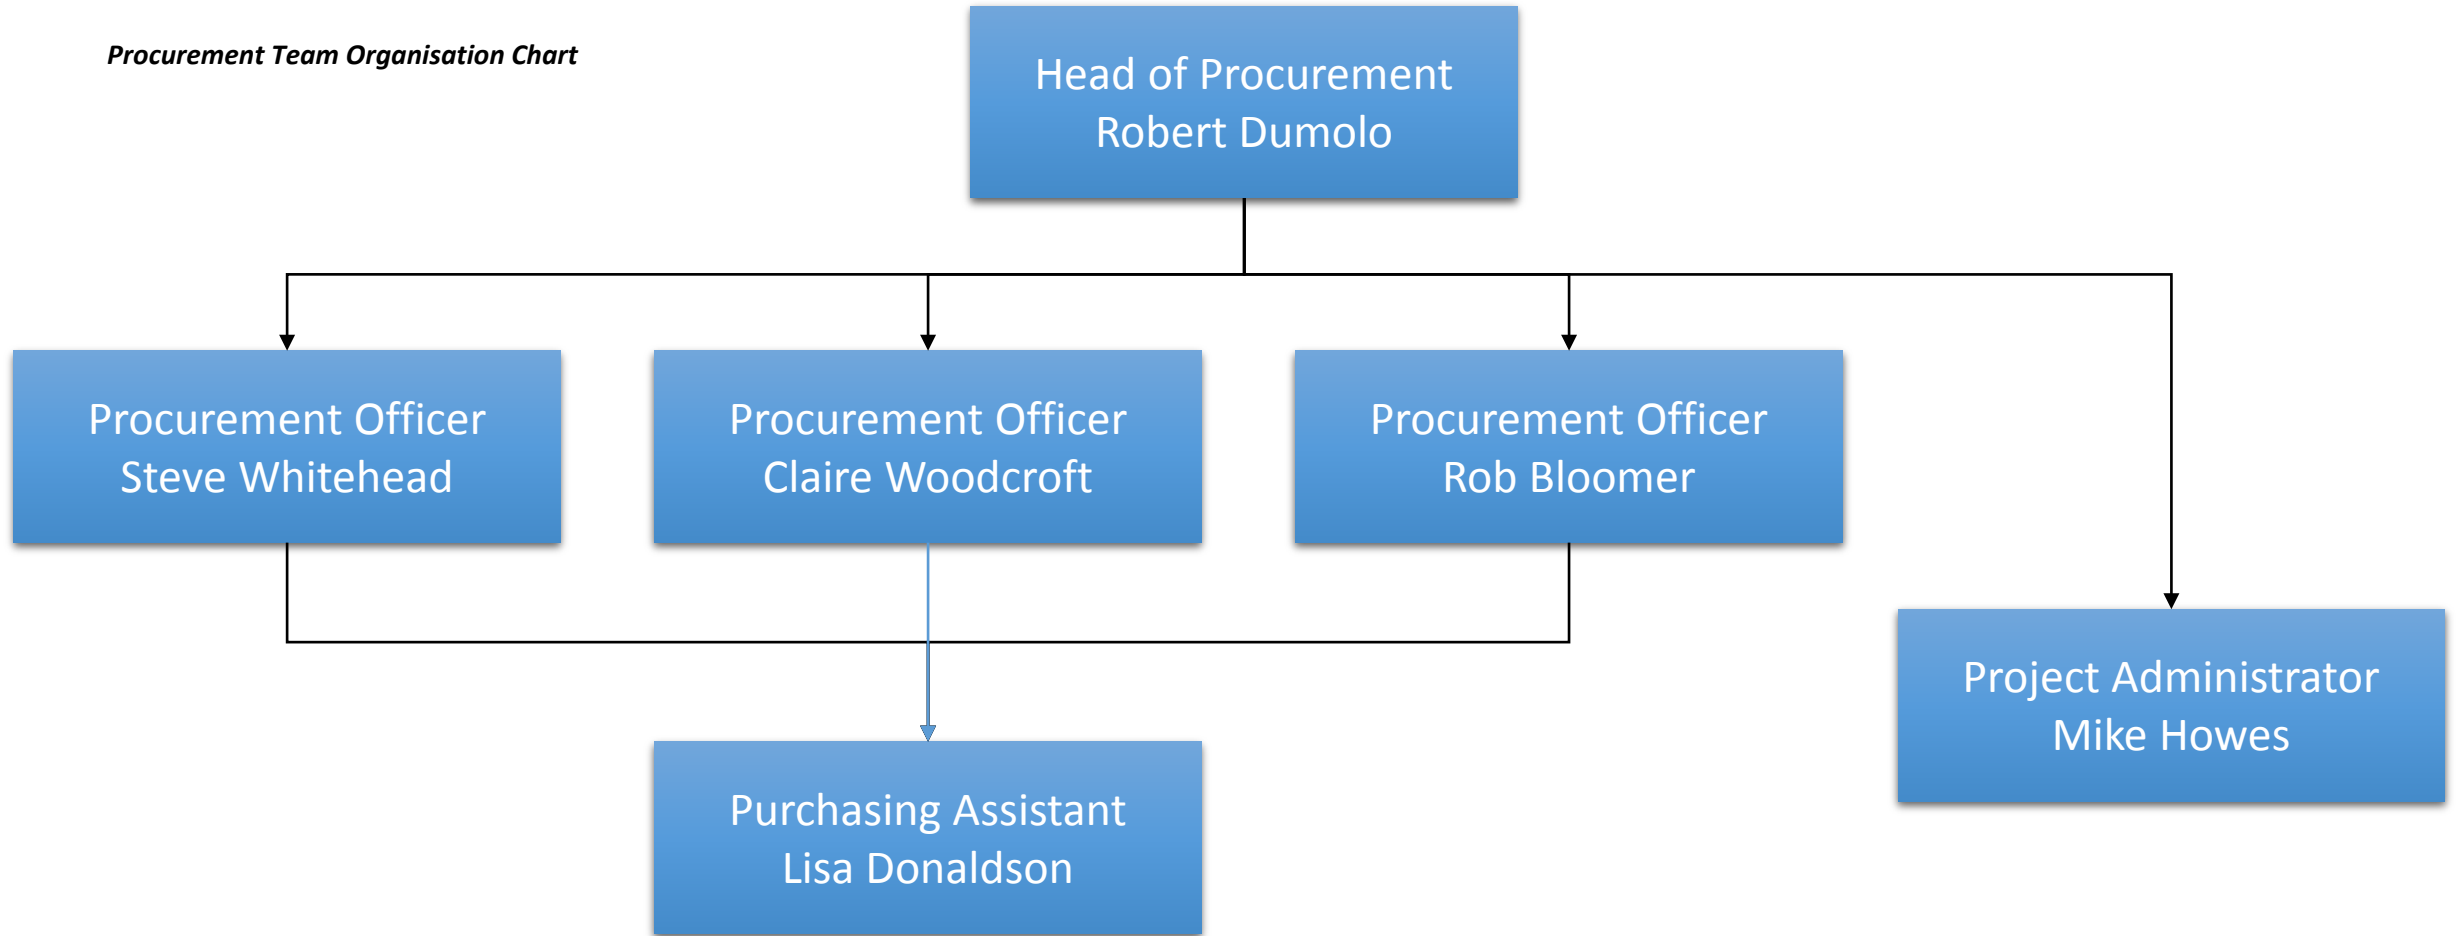 Procurement Team Organisation Chart
Head of Procurement
Robert Dumolo
Procurement Officer
Steve Whitehead
Procurement Officer
Claire Woodcroft
Procurement Officer
Rob Bloomer
Project Administrator
Mike Howes
Purchasing Assistant
Lisa Donaldson